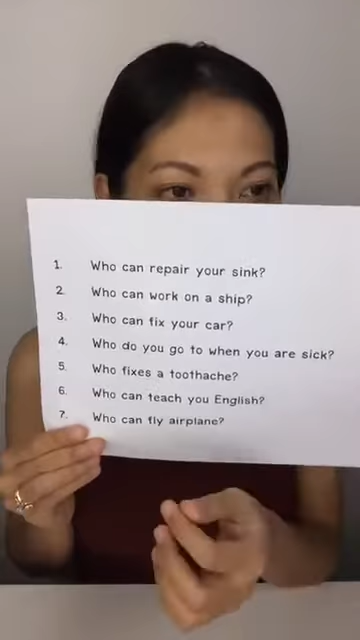 1. Who can repair your sink?
2. Who can work on a ship?
3. Who can fix your car?
4. Who do you go to when you are sick?
5. Who fixes a toothache?
6. Who can teach you English?
7. Who can fly airplane?